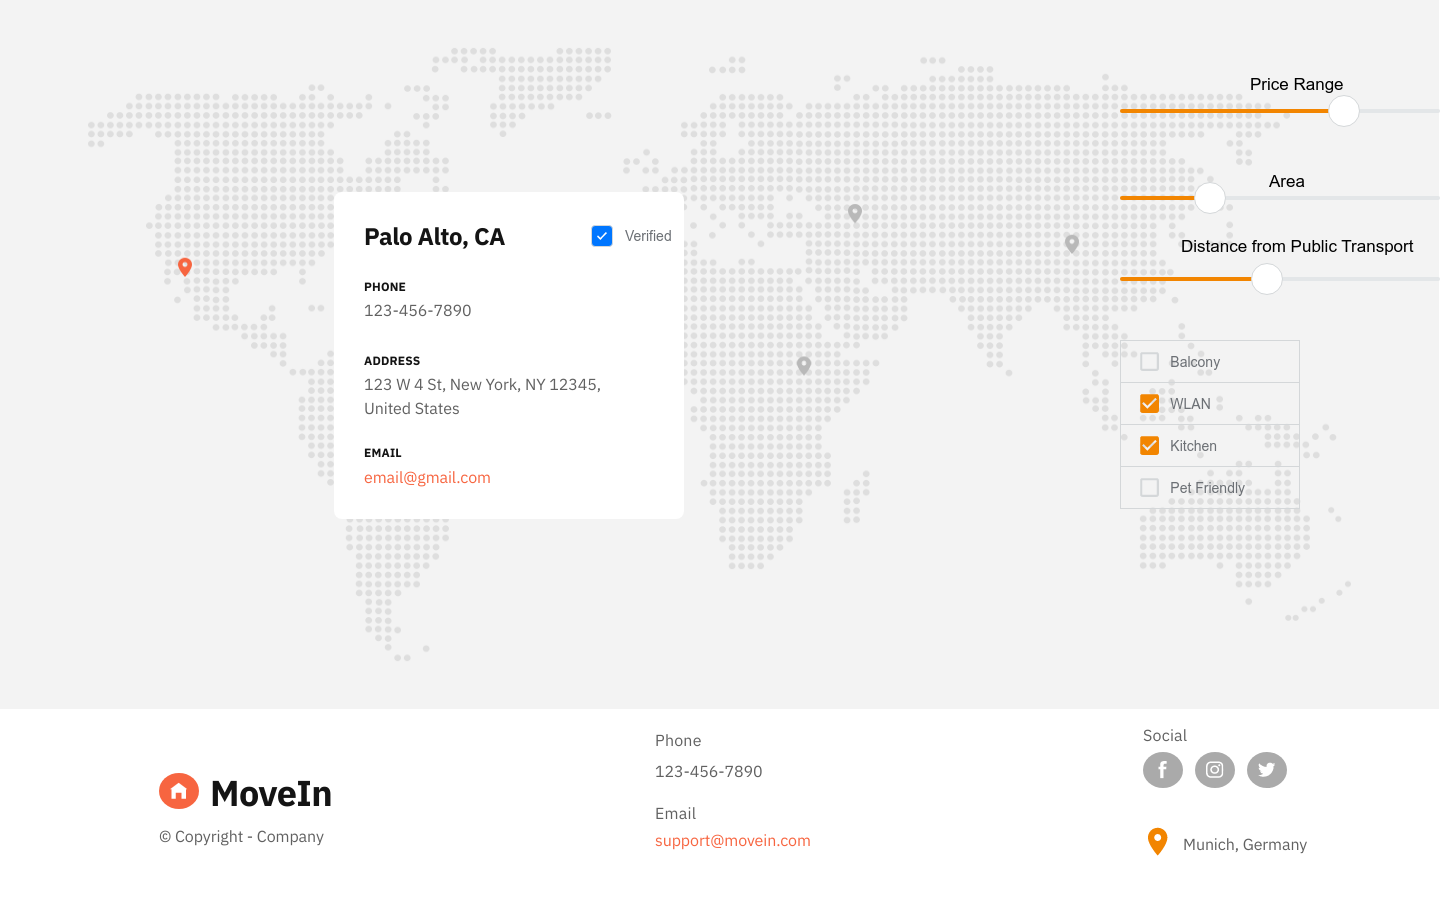 Price Range
Area
Distance from Public Transport
Palo Alto, CA
Verified
PHONE
123-456-7890
ADDRESS
123 W 4 St, New York, NY 12345,
United States
EMAIL
email@gmail.com
Balcony
WLAN
Kitchen
Pet Friendly
MoveIn
© Copyright - Company
Phone
123-456-7890
Email
support@movein.com
Social
Munich, Germany